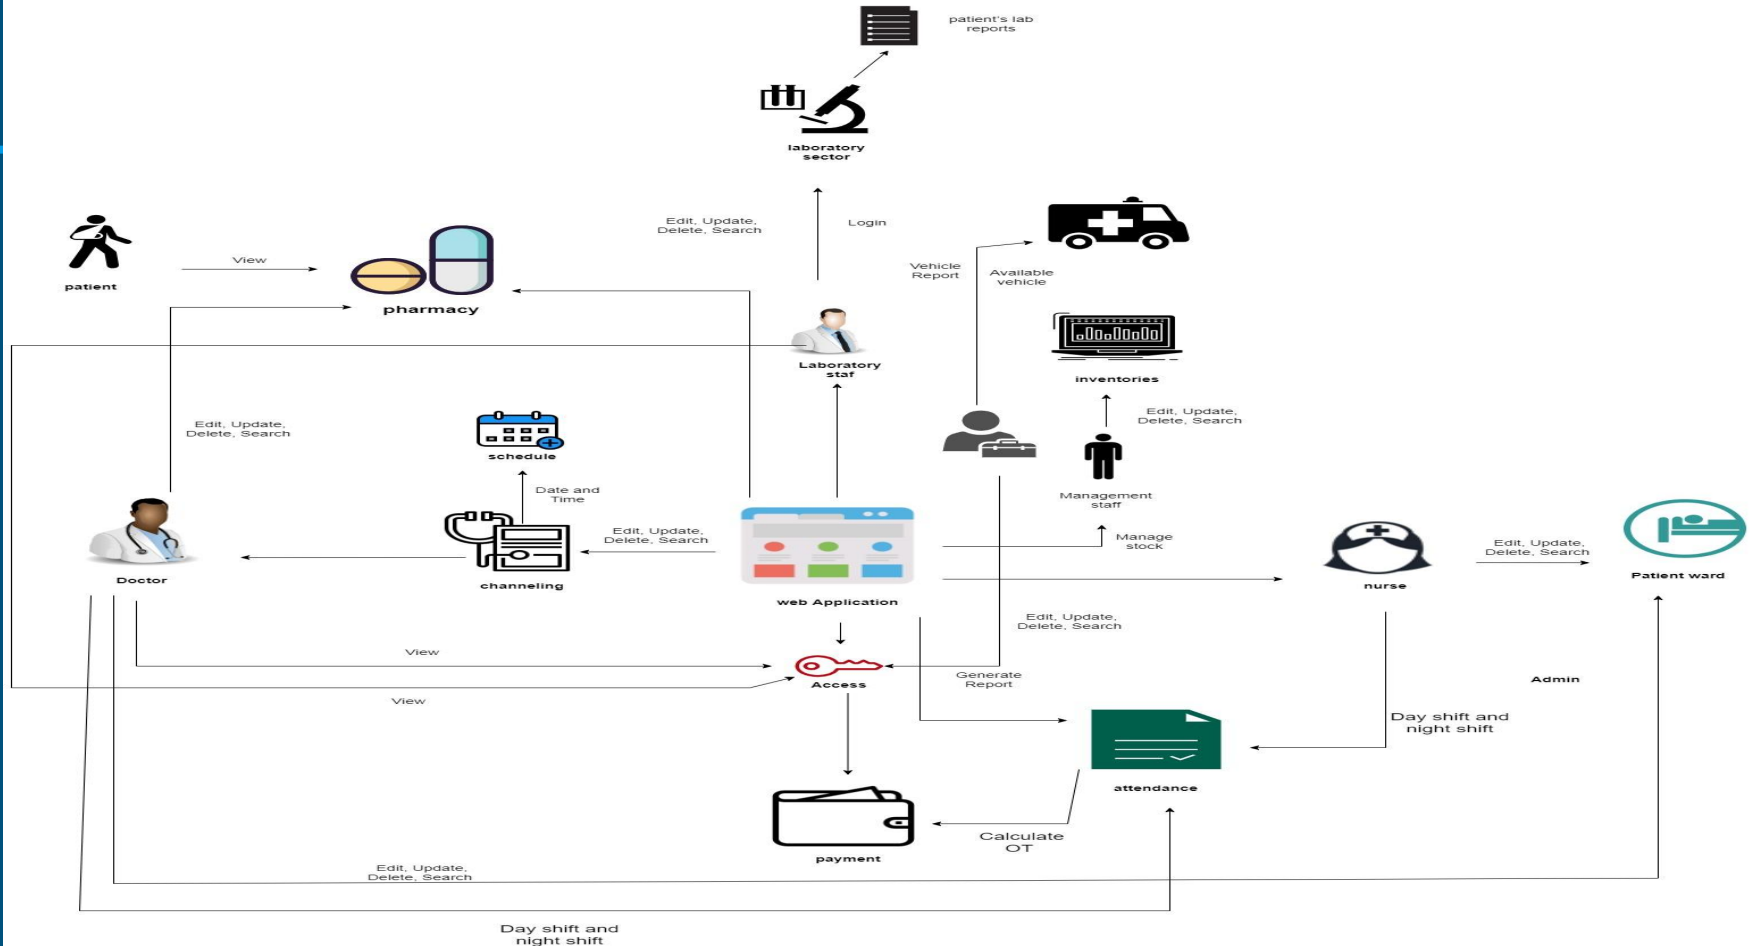 patient's lab
reports
laboratory
sector
Edit, Update,
Delete, Search
Login
View
patient
pharmacy
Vehicle
Report
Available
vehicle
Laboratory
staf
inventories
Edit, Update,
Delete, Search
Edit, Update,
Delete, Search
schedule
Date and
Time
Management
staff
Edit, Update,
Delete, Search
Manage
stock
Edit, Update,
Delete, Search
Doctor
channeling
web Application
nurse
Patient ward
Edit, Update,
Delete, Search
View
Access
Generate
Report
Admin
View
Day shift and
night shift
attendance
Calculate
OT
payment
Edit, Update,
Delete, Search
Day shift and
night shift